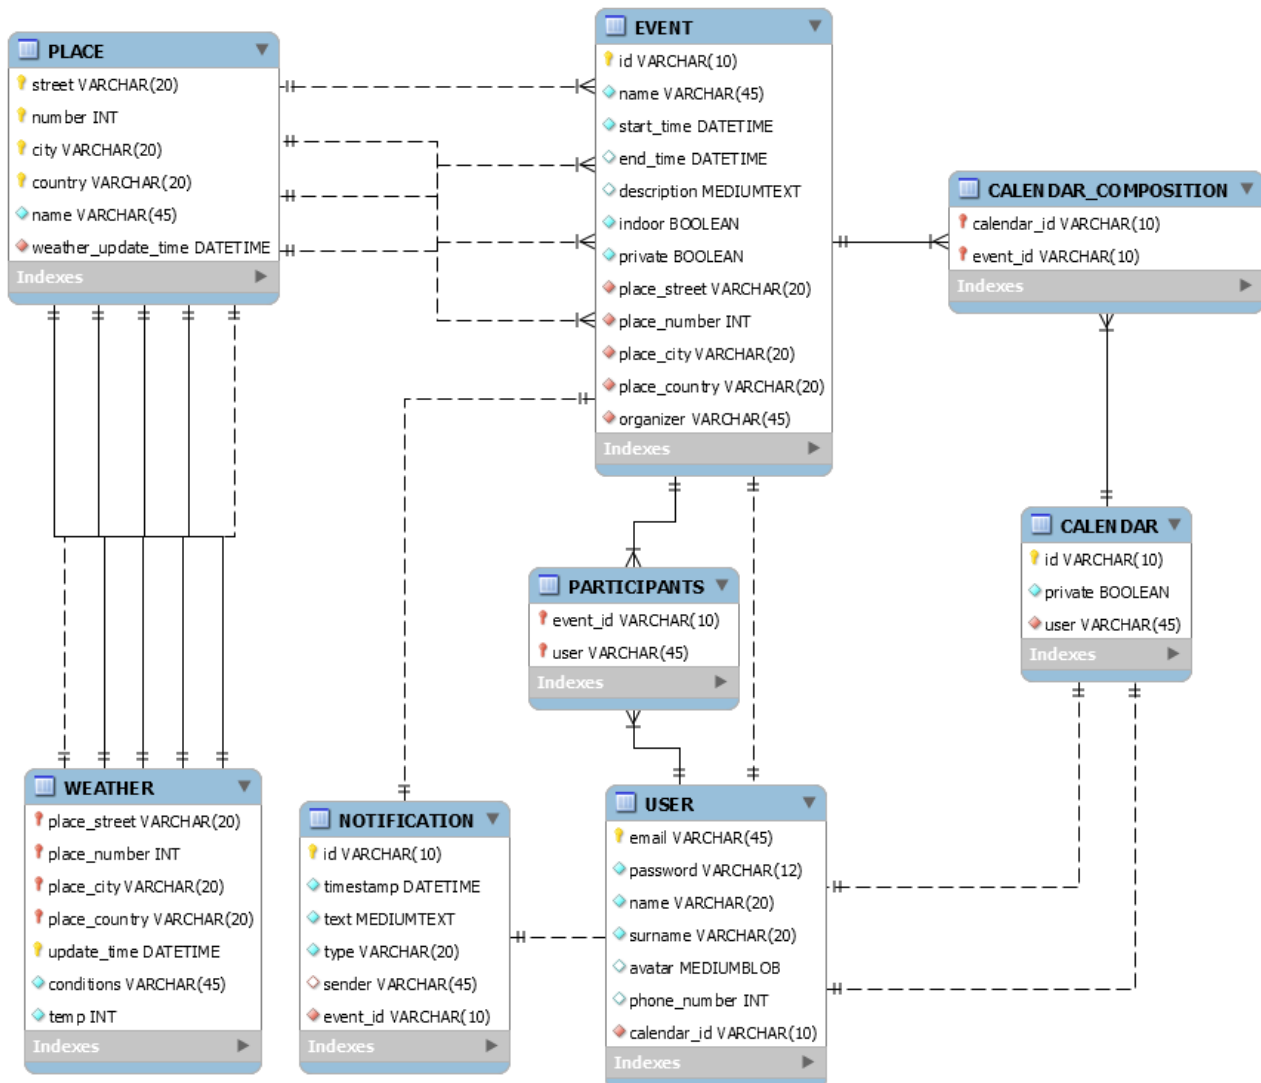 PLACE
street VARCHAR(20)
number INT
city VARCHAR(20)
country VARCHAR(20)
name VARCHAR(45)
weather_update_time DATETIME
Indexes
EVENT
id VARCHAR(10)
name VARCHAR(45)
start_time DATETIME
end_time DATETIME
description MEDIUMTEXT
indoor BOOLEAN
private BOOLEAN
place_street VARCHAR(20)
place_number INT
place_city VARCHAR(20)
place_country VARCHAR(20)
organizer VARCHAR(45)
Indexes
CALENDAR_COMPOSITION
calendar_id VARCHAR(10)
event_id VARCHAR(10)
Indexes
CALENDAR
id VARCHAR(10)
private BOOLEAN
user VARCHAR(45)
Indexes
PARTICIPANTS
event_id VARCHAR(10)
user VARCHAR(45)
Indexes
WEATHER
place_street VARCHAR(20)
place_number INT
place_city VARCHAR(20)
place_country VARCHAR(20)
update_time DATETIME
conditions VARCHAR(45)
temp INT
Indexes
NOTIFICATION
id VARCHAR(10)
timestamp DATETIME
text MEDIUMTEXT
type VARCHAR(20)
sender VARCHAR(45)
event_id VARCHAR(10)
Indexes
USER
email VARCHAR(45)
password VARCHAR(12)
name VARCHAR(20)
surname VARCHAR(20)
avatar MEDIUMBLOB
phone_number INT
calendar_id VARCHAR(10)
Indexes